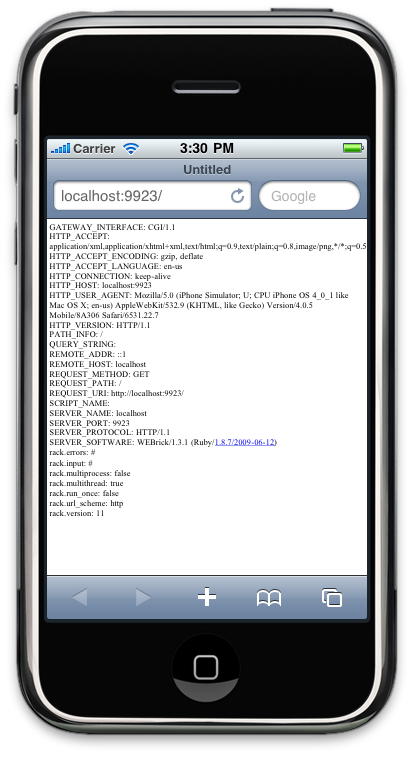 Carrier 3:30 PM
Untitled
localhost:9923/ Google
GATEWAY_INTERFACE: CGI/1.1
HTTP_ACCEPT:
application/xml,application/xhtml+xml,text/html;q=0.9,text/plain;q=0.8,image/png,*/*;q=0.5
HTTP_ACCEPT_ENCODING: gzip, deflate
HTTP_ACCEPT_LANGUAGE: en-us
HTTP_CONNECTION: keep-alive
HTTP_HOST: localhost:9923
HTTP_USER_AGENT: Mozilla/5.0 (iPhone Simulator; U; CPU iPhone OS 4_0_1 like
Mac OS X; en-us) AppleWebKit/532.9 (KHTML, like Gecko) Version/4.0.5
Mobile/8A306 Safari/6531.22.7
HTTP_VERSION: HTTP/1.1
PATH_INFO: /
QUERY_STRING:
REMOTE_ADDR: ::1
REMOTE_HOST: localhost
REQUEST_METHOD: GET
REQUEST_PATH: /
REQUEST_URI: http://localhost:9923/
SCRIPT_NAME:
SERVER_NAME: localhost
SERVER_PORT: 9923
SERVER_PROTOCOL: HTTP/1.1
SERVER_SOFTWARE: WEBrick/1.3.1 (Ruby/1.8.7/2009-06-12)
rack.errors: #
rack.input: #
rack.multiprocess: false
rack.multithread: true
rack.run_once: false
rack.url_scheme: http
rack.version: 11